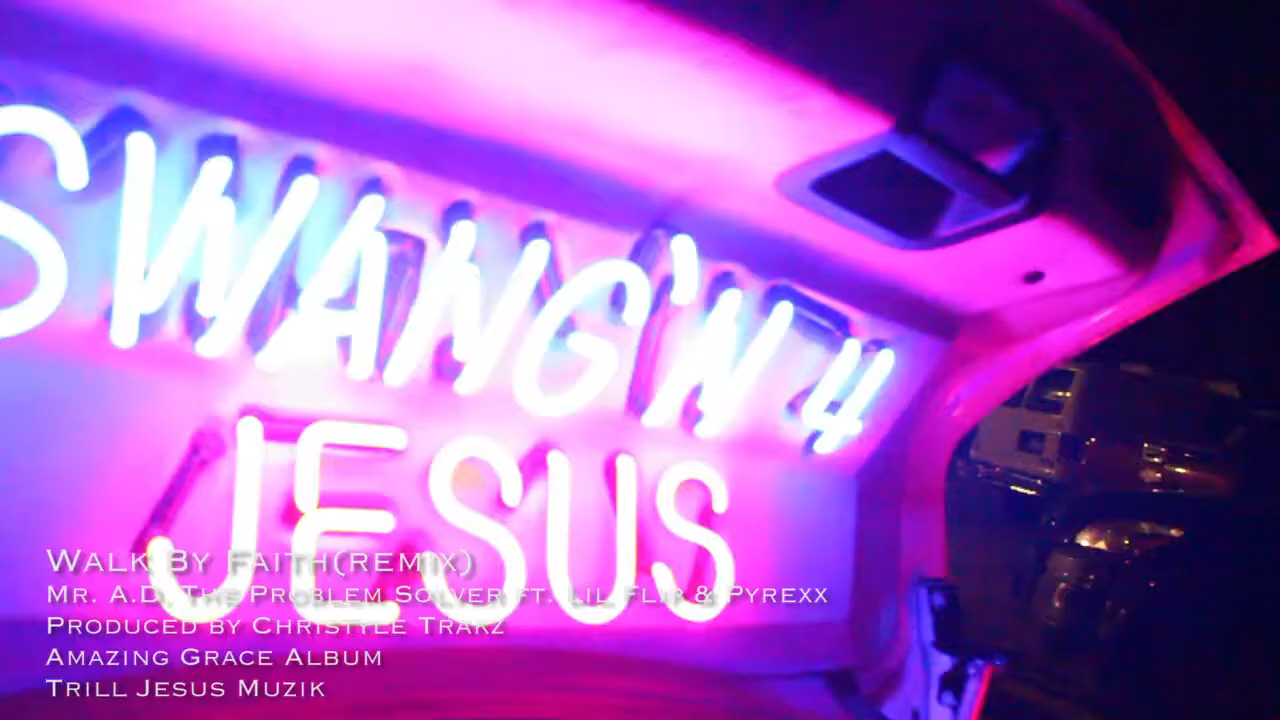 SWANG'N 4
JESUS
WALK BY FAITH(REMIX)
MR. A.D. THE PROBLEM SOLVER FT. LIL FLIP & PYREXX
PRODUCED BY CHRISTYLE TRAKZ
AMAZING GRACE ALBUM
TRILL JESUS MUZIK